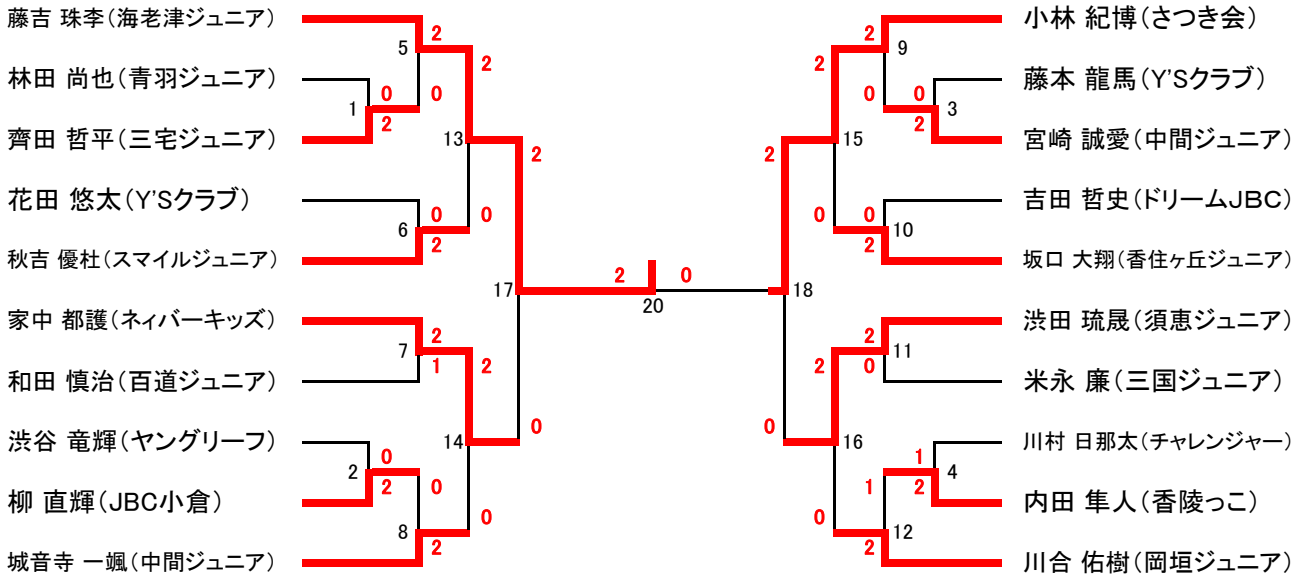 藤吉 珠李(海老津ジュニア)
林田 尚也(青羽ジュニア)
齊田 哲平(三宅ジュニア)
花田 悠太(Y'Sクラブ)
秋吉 優杜(スマイルジュニア)
家中 都護(ネィバーキッズ)
和田 慎治(百道ジュニア)
渋谷 竜輝(ヤングリーフ)
柳 直輝(JBC小倉)
城音寺 一颯(中間ジュニア)
5
2
1
0
0
2
2
13
6
0
2
0
2
7
2
1
2
14
2
0
2
0
8
2
0
0
17
2
0
20
18
2
0
2
15
0
2
9
0
0
2
3
0
2
10
2
2
0
11
16
1
1
2
4
0
2
12
小林 紀博(さつき会)
藤本 龍馬(Y'Sクラブ)
宮崎 誠愛(中間ジュニア)
吉田 哲史(ドリームJBC)
坂口 大翔(香住ヶ丘ジュニア)
渋田 琉晟(須恵ジュニア)
米永 廉(三国ジュニア)
川村 日那太(チャレンジャー)
内田 隼人(香陵っこ)
川合 佑樹(岡垣ジュニア)